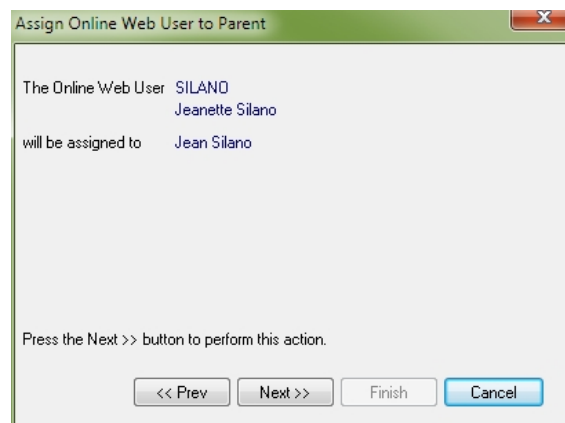 Assign Online Web User to Parent
The Online Web User SILANO
Jeanette Silano
will be assigned to Jean Silano
Press the Next >> button to perform this action.
<< Prev Next >> Finish Cancel